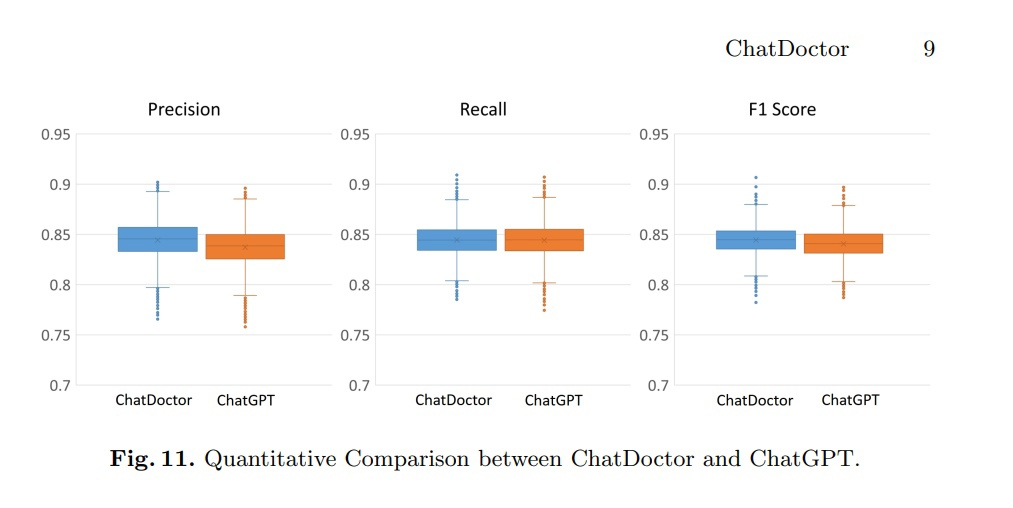 ChatDoctor 9
Precision Recall F1 Score
0.95 0.95 0.95
0.9 0.9 0.9
0.85 0.85 0.85
0.8 0.8 0.8
0.75 0.75 0.75
0.7 0.7 0.7
ChatDoctor ChatGPT ChatDoctor ChatGPT ChatDoctor ChatGPT
Fig. 11. Quantitative Comparison between ChatDoctor and ChatGPT.